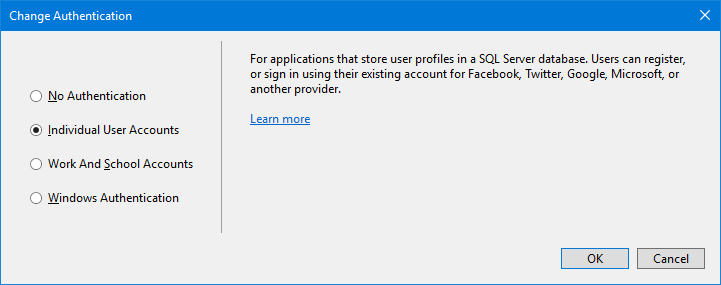 Change Authentication
No Authentication
Individual User Accounts
Work And School Accounts
Windows Authentication
For applications that store user profiles in a SQL Server database. Users can register,
or sign in using their existing account for Facebook, Twitter, Google, Microsoft, or
another provider.
Learn more
OK
Cancel